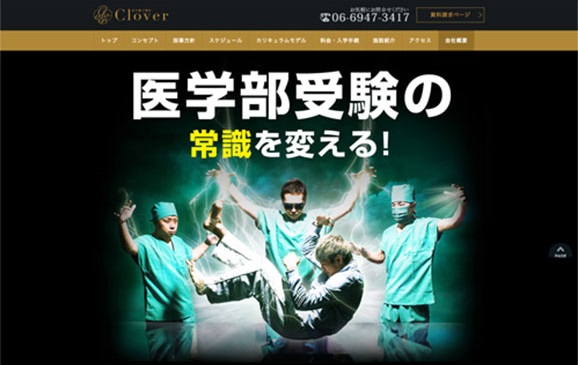 Clover
お気軽にお問合せください
06-6947-3417
資料請求ページ
トップ
コンセプト
指導方針
スケジュール
カリキュラムモデル
料金・入学手続
施設紹介
アクセス
会社概要
医学部受験の
常識を変える!